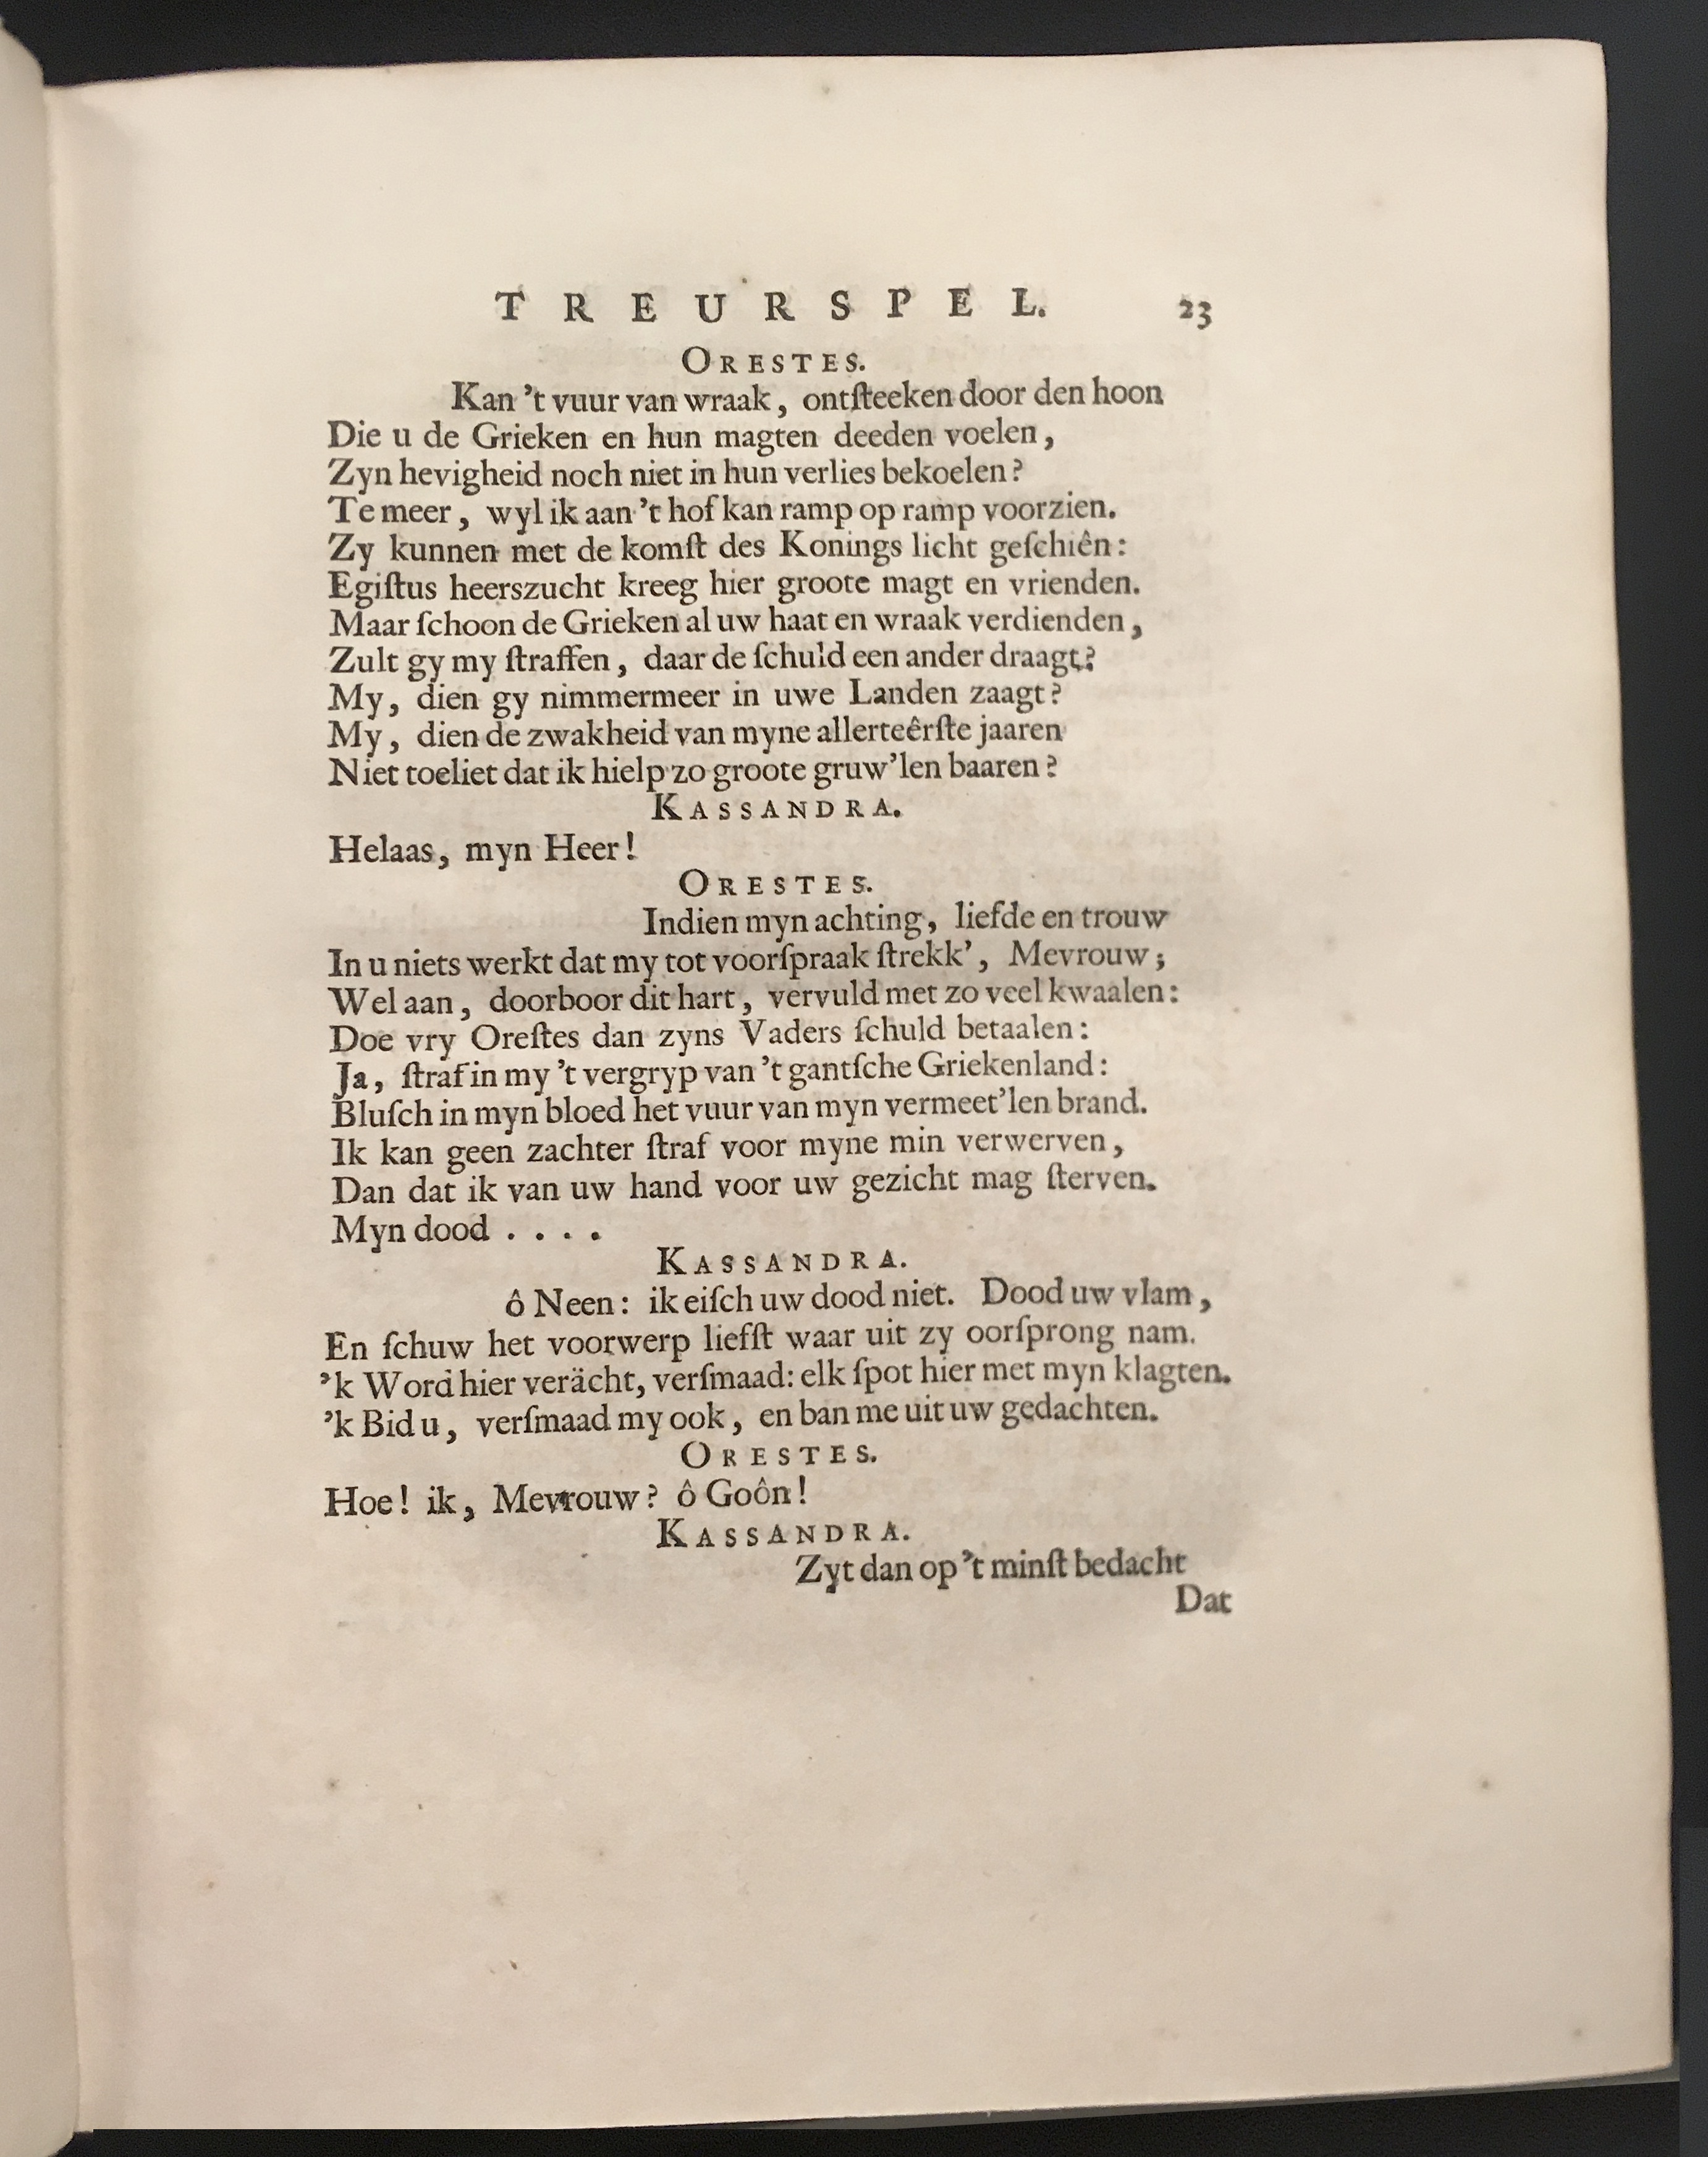 TREURSPEL. 23
ORESTES.
Kan 't vuur van wraak, ontſteeken door den hoon
Die u de Grieken en hun magten deeden voelen,
Zyn hevigheid noch niet in hun verlies bekoelen?
Te meer, wyl ik aan 't hof kan ramp op ramp voorzien.
Zy kunnen met de komſt des Konings licht geſchiên:
Egiſtus heerszucht kreeg hier groote magt en vrienden.
Maar ſchoon de Grieken al uw haat en wraak verdienden,
Zult gy my ſtraffen, daar de ſchuld een ander draagt?
My, dien gy nimmermeer in uwe Landen zaagt?
My, dien de zwakheid van myne allerteêrſte jaaren
Niet toeliet dat ik hielp zo groote gruw'len baaren?
KASSANDRA.
Helaas, myn Heer!
ORESTES.
Indien myn achting, liefde en trouw
In u niets werkt dat my tot voorſpraak ſtrekk', Mevrouw;
Wel aan, doorboor dit hart, vervuld met zo veel kwaalen:
Doe vry Oreſtes dan zyns Vaders ſchuld betaalen:
Ja, ſtraf in my 't vergryp van 't gantſche Griekenland:
Bluſch in myn bloed het vuur van myn vermeet'len brand.
Ik kan geen zachter ſtraf voor myne min verwerven,
Dan dat ik van uw hand voor uw gezicht mag ſterven.
Myn dood . . . .
KASSANDRA.
ô Neen: ik eiſch uw dood niet. Dood uw vlam,
En ſchuw het voorwerp liefſt waar uit zy oorſprong nam.
'k Word hier verächt, verſmaad: elk ſpot hier met myn klagten.
'k Bid u, verſmaad my ook, en ban me uit uw gedachten.
ORESTES.
Hoe! ik, Mevrouw? ô Goôn!
KASSANDRA.
Zyt dan op 't minſt bedacht
Dat